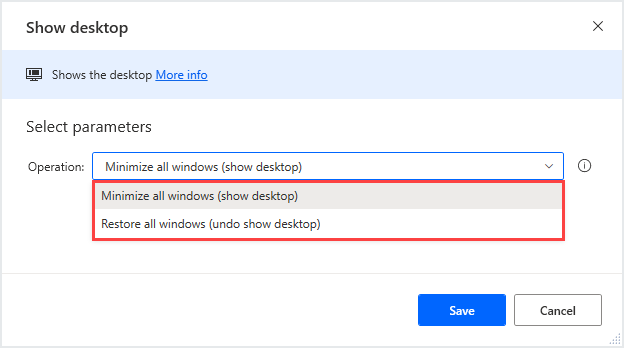 Show desktop
Shows the desktop More info
Select parameters
Operation: Minimize all windows (show desktop)
Minimize all windows (show desktop)
Restore all windows (undo show desktop)
Save Cancel